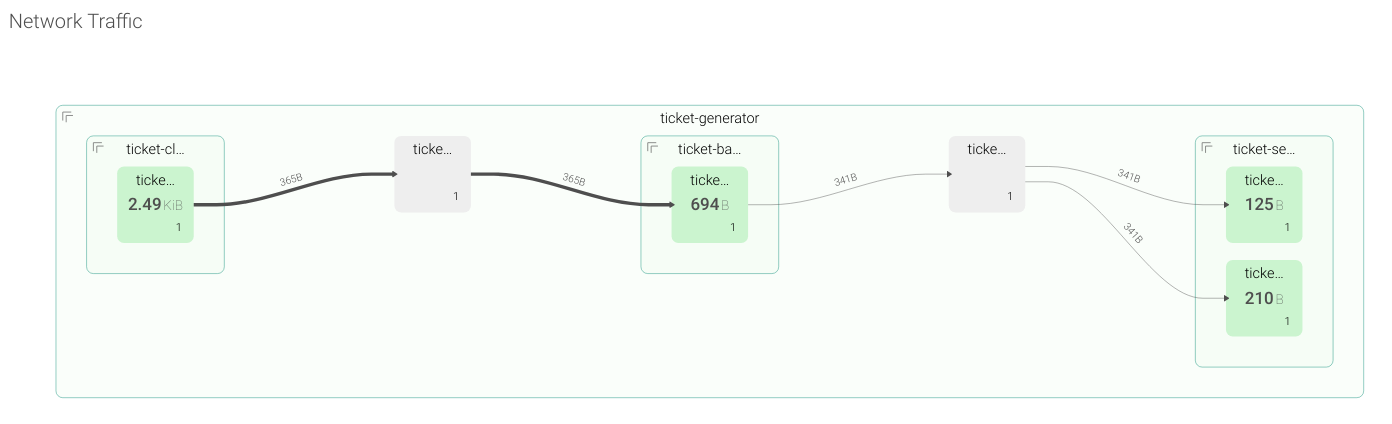 Network Traffic
ticket-generator
ticket-cl...
ticke...
2.49 KiB
1
365B
ticke...
1
365B
ticket-ba...
ticke...
694 B
1
341B
ticke...
1
341B
341B
ticket-se...
ticke...
125 B
1
ticke...
210 B
1